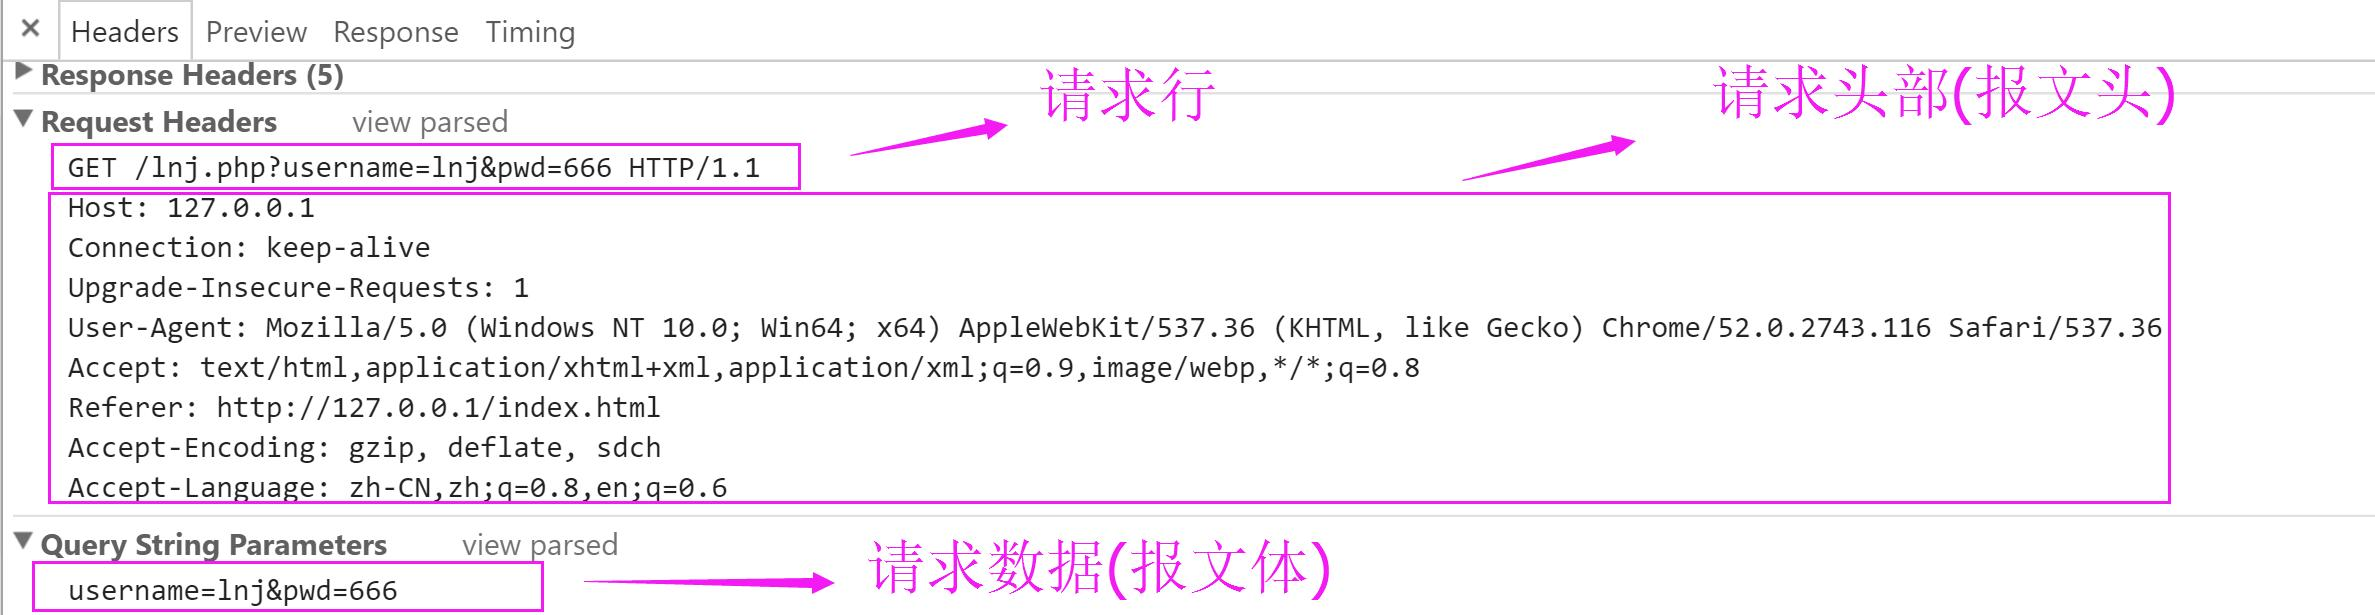 × Headers Preview Response Timing
Response Headers (5)
请求行
请求头部(报文头)
Request Headers view parsed
GET /lnj.php?username=lnj&pwd=666 HTTP/1.1
Host: 127.0.0.1
Connection: keep-alive
Upgrade-Insecure-Requests: 1
User-Agent: Mozilla/5.0 (Windows NT 10.0; Win64; x64) AppleWebKit/537.36 (KHTML, like Gecko) Chrome/52.0.2743.116 Safari/537.36
Accept: text/html,application/xhtml+xml,application/xml;q=0.9,image/webp,*/*;q=0.8
Referer: http://127.0.0.1/index.html
Accept-Encoding: gzip, deflate, sdch
Accept-Language: zh-CN,zh;q=0.8,en;q=0.6
Query String Parameters view parsed
请求数据(报文体)
username=lnj&pwd=666